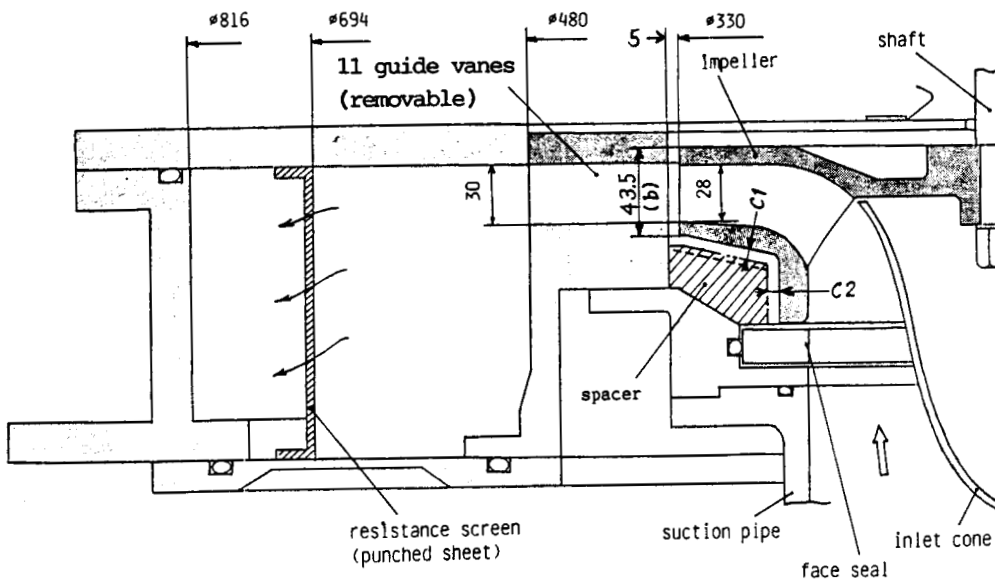 ø816
ø694
ø480
5
ø330
shaft
11 guide vanes
(removable)
Impeller
30
43.5
(b)
28
C1
C2
spacer
resistance screen
(punched sheet)
suction pipe
face seal
inlet cone